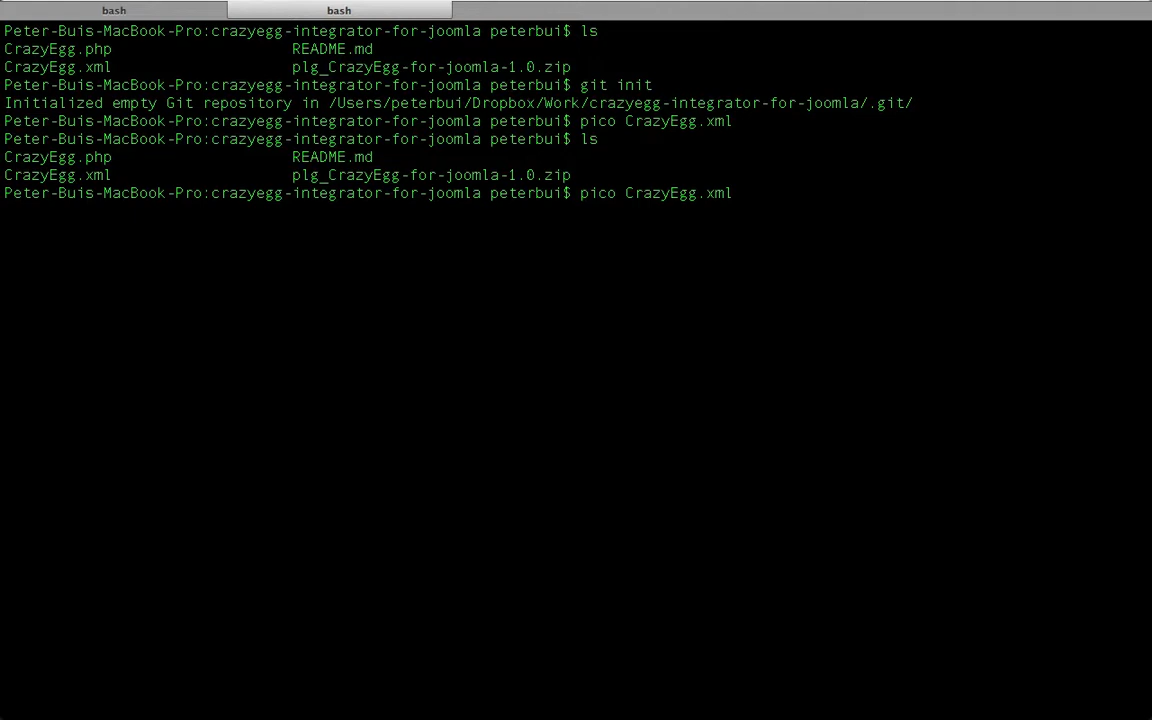 bash bash
Peter-Buis-MacBook-Pro:crazyegg-integrator-for-joomla peterbui$ ls
CrazyEgg.php README.md
CrazyEgg.xml plg_CrazyEgg-for-joomla-1.0.zip
Peter-Buis-MacBook-Pro:crazyegg-integrator-for-joomla peterbui$ git init
Initialized empty Git repository in /Users/peterbui/Dropbox/Work/crazyegg-integrator-for-joomla/.git/
Peter-Buis-MacBook-Pro:crazyegg-integrator-for-joomla peterbui$ pico CrazyEgg.xml
Peter-Buis-MacBook-Pro:crazyegg-integrator-for-joomla peterbui$ ls
CrazyEgg.php README.md
CrazyEgg.xml plg_CrazyEgg-for-joomla-1.0.zip
Peter-Buis-MacBook-Pro:crazyegg-integrator-for-joomla peterbui$ pico CrazyEgg.xml